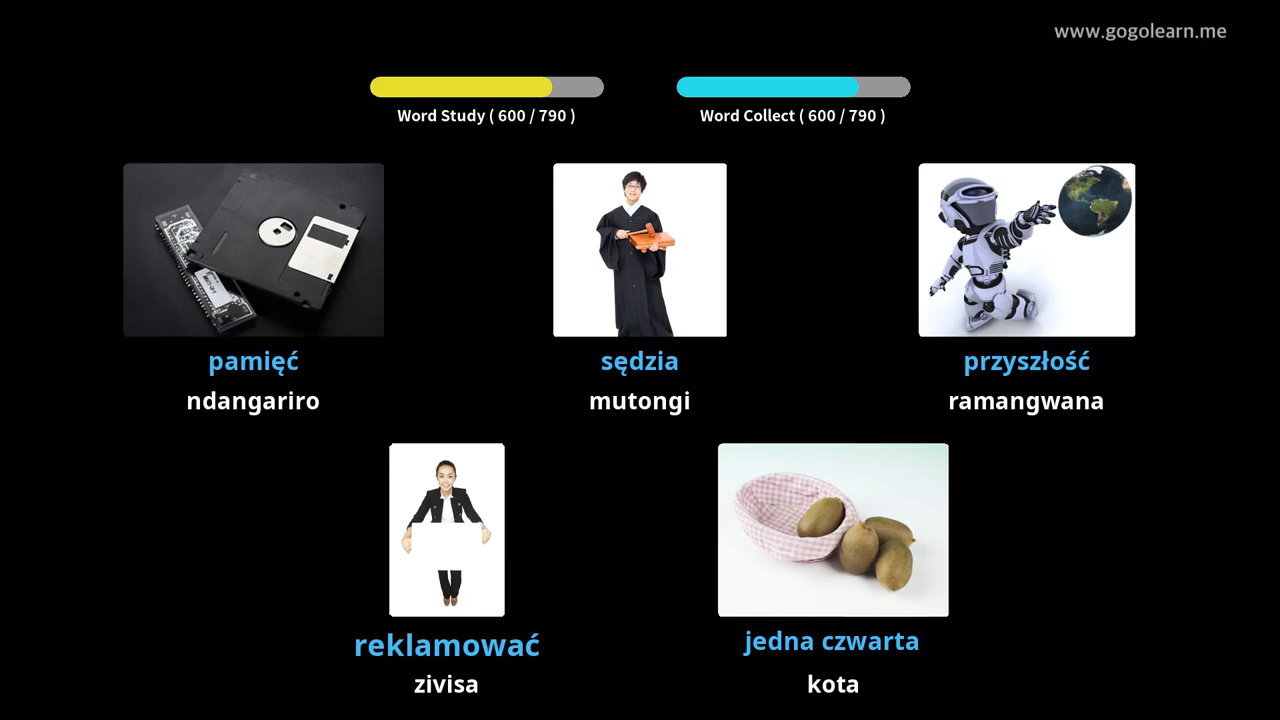 www.gogolearn.me
Word Study ( 600 / 790 )
Word Collect ( 600 / 790 )
pamięć
ndangariro
sędzia
mutongi
przyszłość
ramangwana
reklamować
zivisa
jedna czwarta
kota